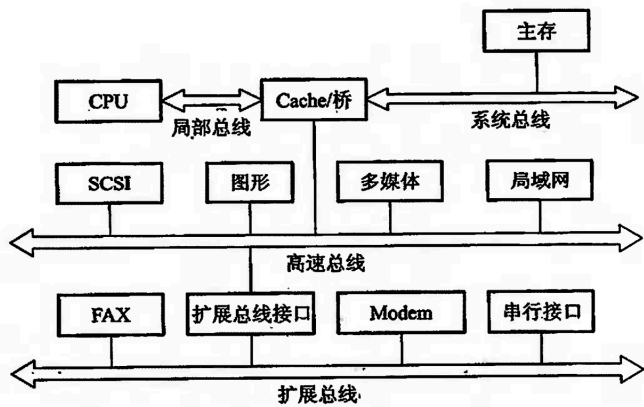 主存
CPU
Cache/桥
局部总线
系统总线
SCSI
图形
多媒体
局域网
高速总线
FAX
扩展总线接口
Modem
串行接口
扩展总线